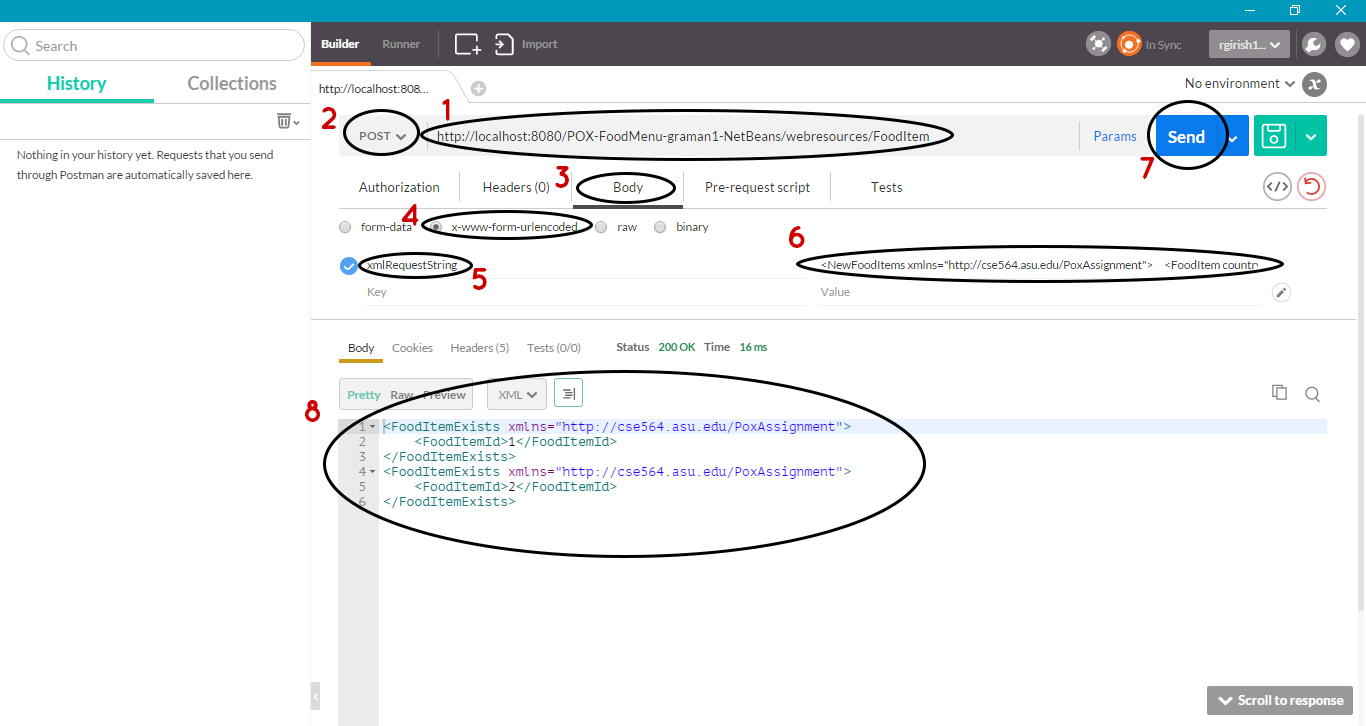 Search
History Collections
Nothing in your history yet. Requests that you send
through Postman are automatically saved here.
Builder Runner Import In Sync rgirish1...
http://localhost:808... No environment
1
2 POST http://localhost:8080/POX-FoodMenu-graman1-NetBeans/webresources/FoodItem Params Send
7
Authorization Headers (0) 3 Body Pre-request script Tests
4 form-data x-www-form-urlencoded raw binary
6
xmlRequestString <NewFoodItems xmlns="http://cse564.asu.edu/PoxAssignment"> <FoodItem country
5
Key Value
Body Cookies Headers (5) Tests (0/0) Status 200 OK Time 16 ms
Pretty Raw Preview XML
8
1 <FoodItemExists xmlns="http://cse564.asu.edu/PoxAssignment">
2 <FoodItemId>1</FoodItemId>
3 </FoodItemExists>
4 <FoodItemExists xmlns="http://cse564.asu.edu/PoxAssignment">
5 <FoodItemId>2</FoodItemId>
6 </FoodItemExists>
Scroll to response